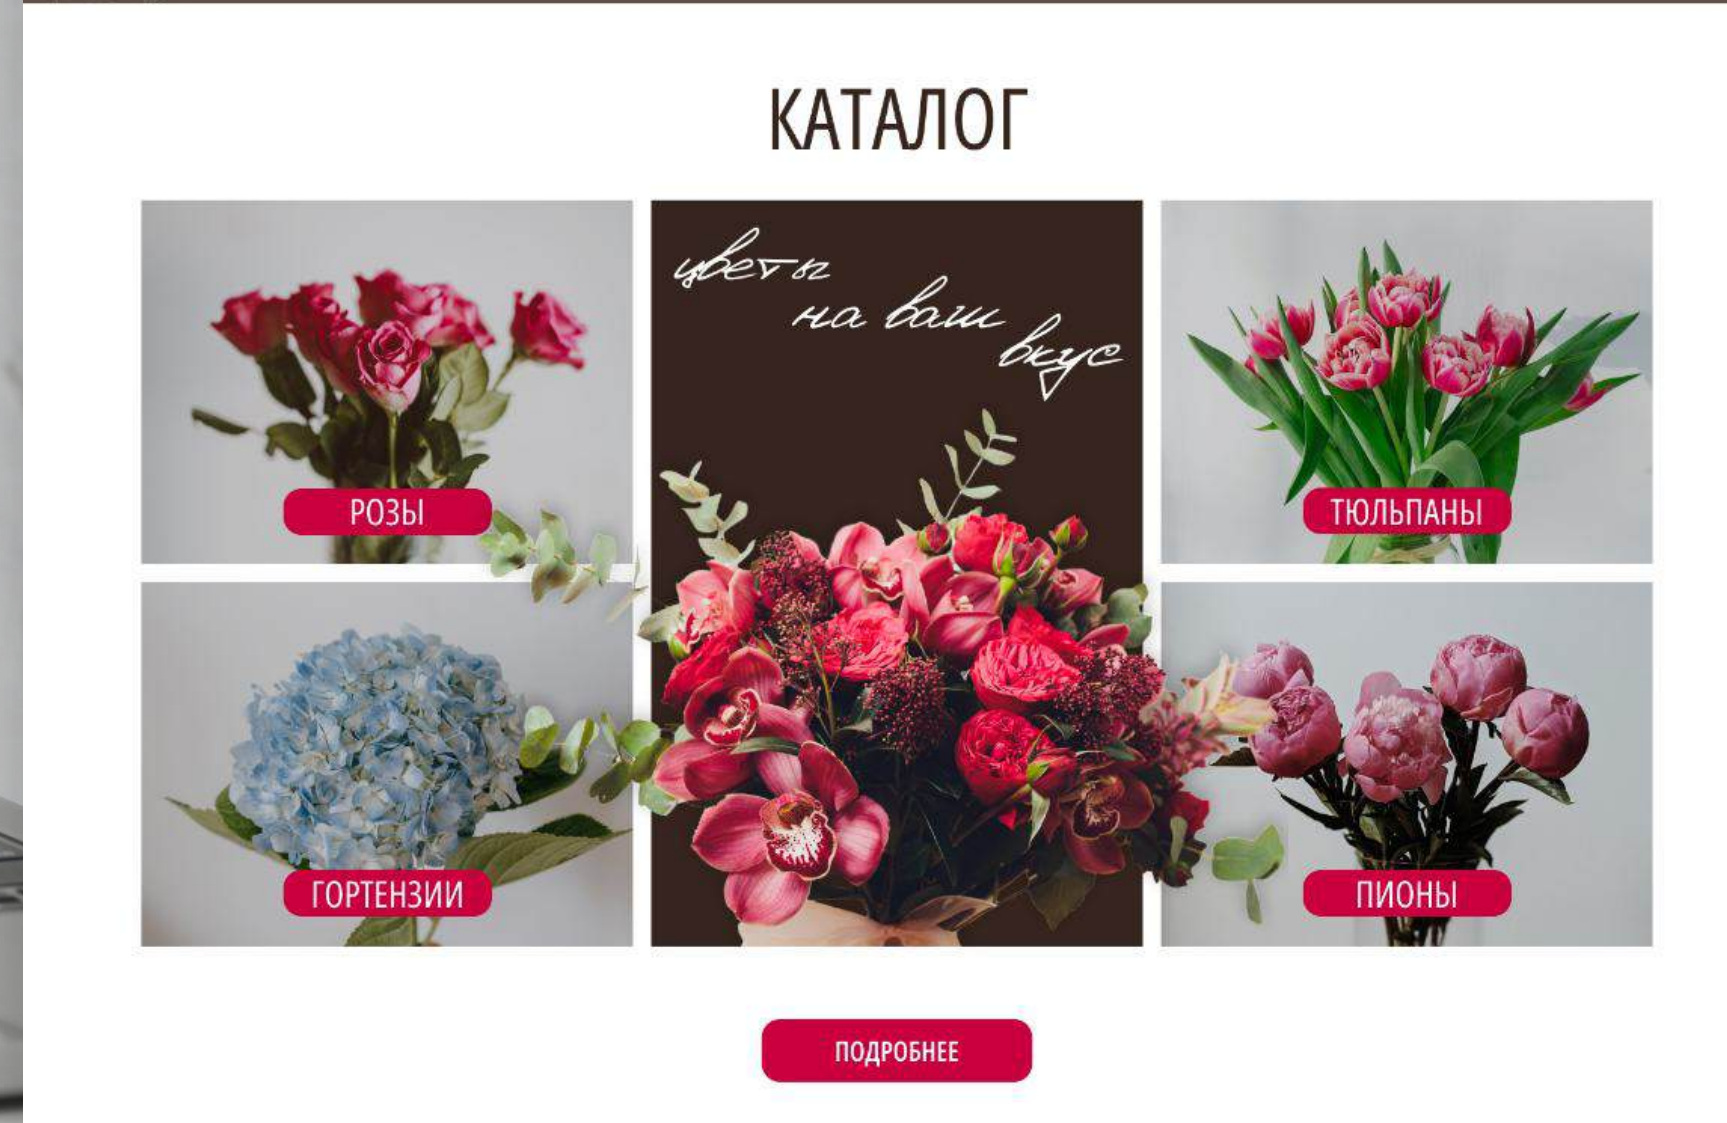 КАТАЛОГ
цветы
на ваш
вкус
РОЗЫ
ТЮЛЬПАНЫ
ГОРТЕНЗИИ
ПИОНЫ
ПОДРОБНЕЕ